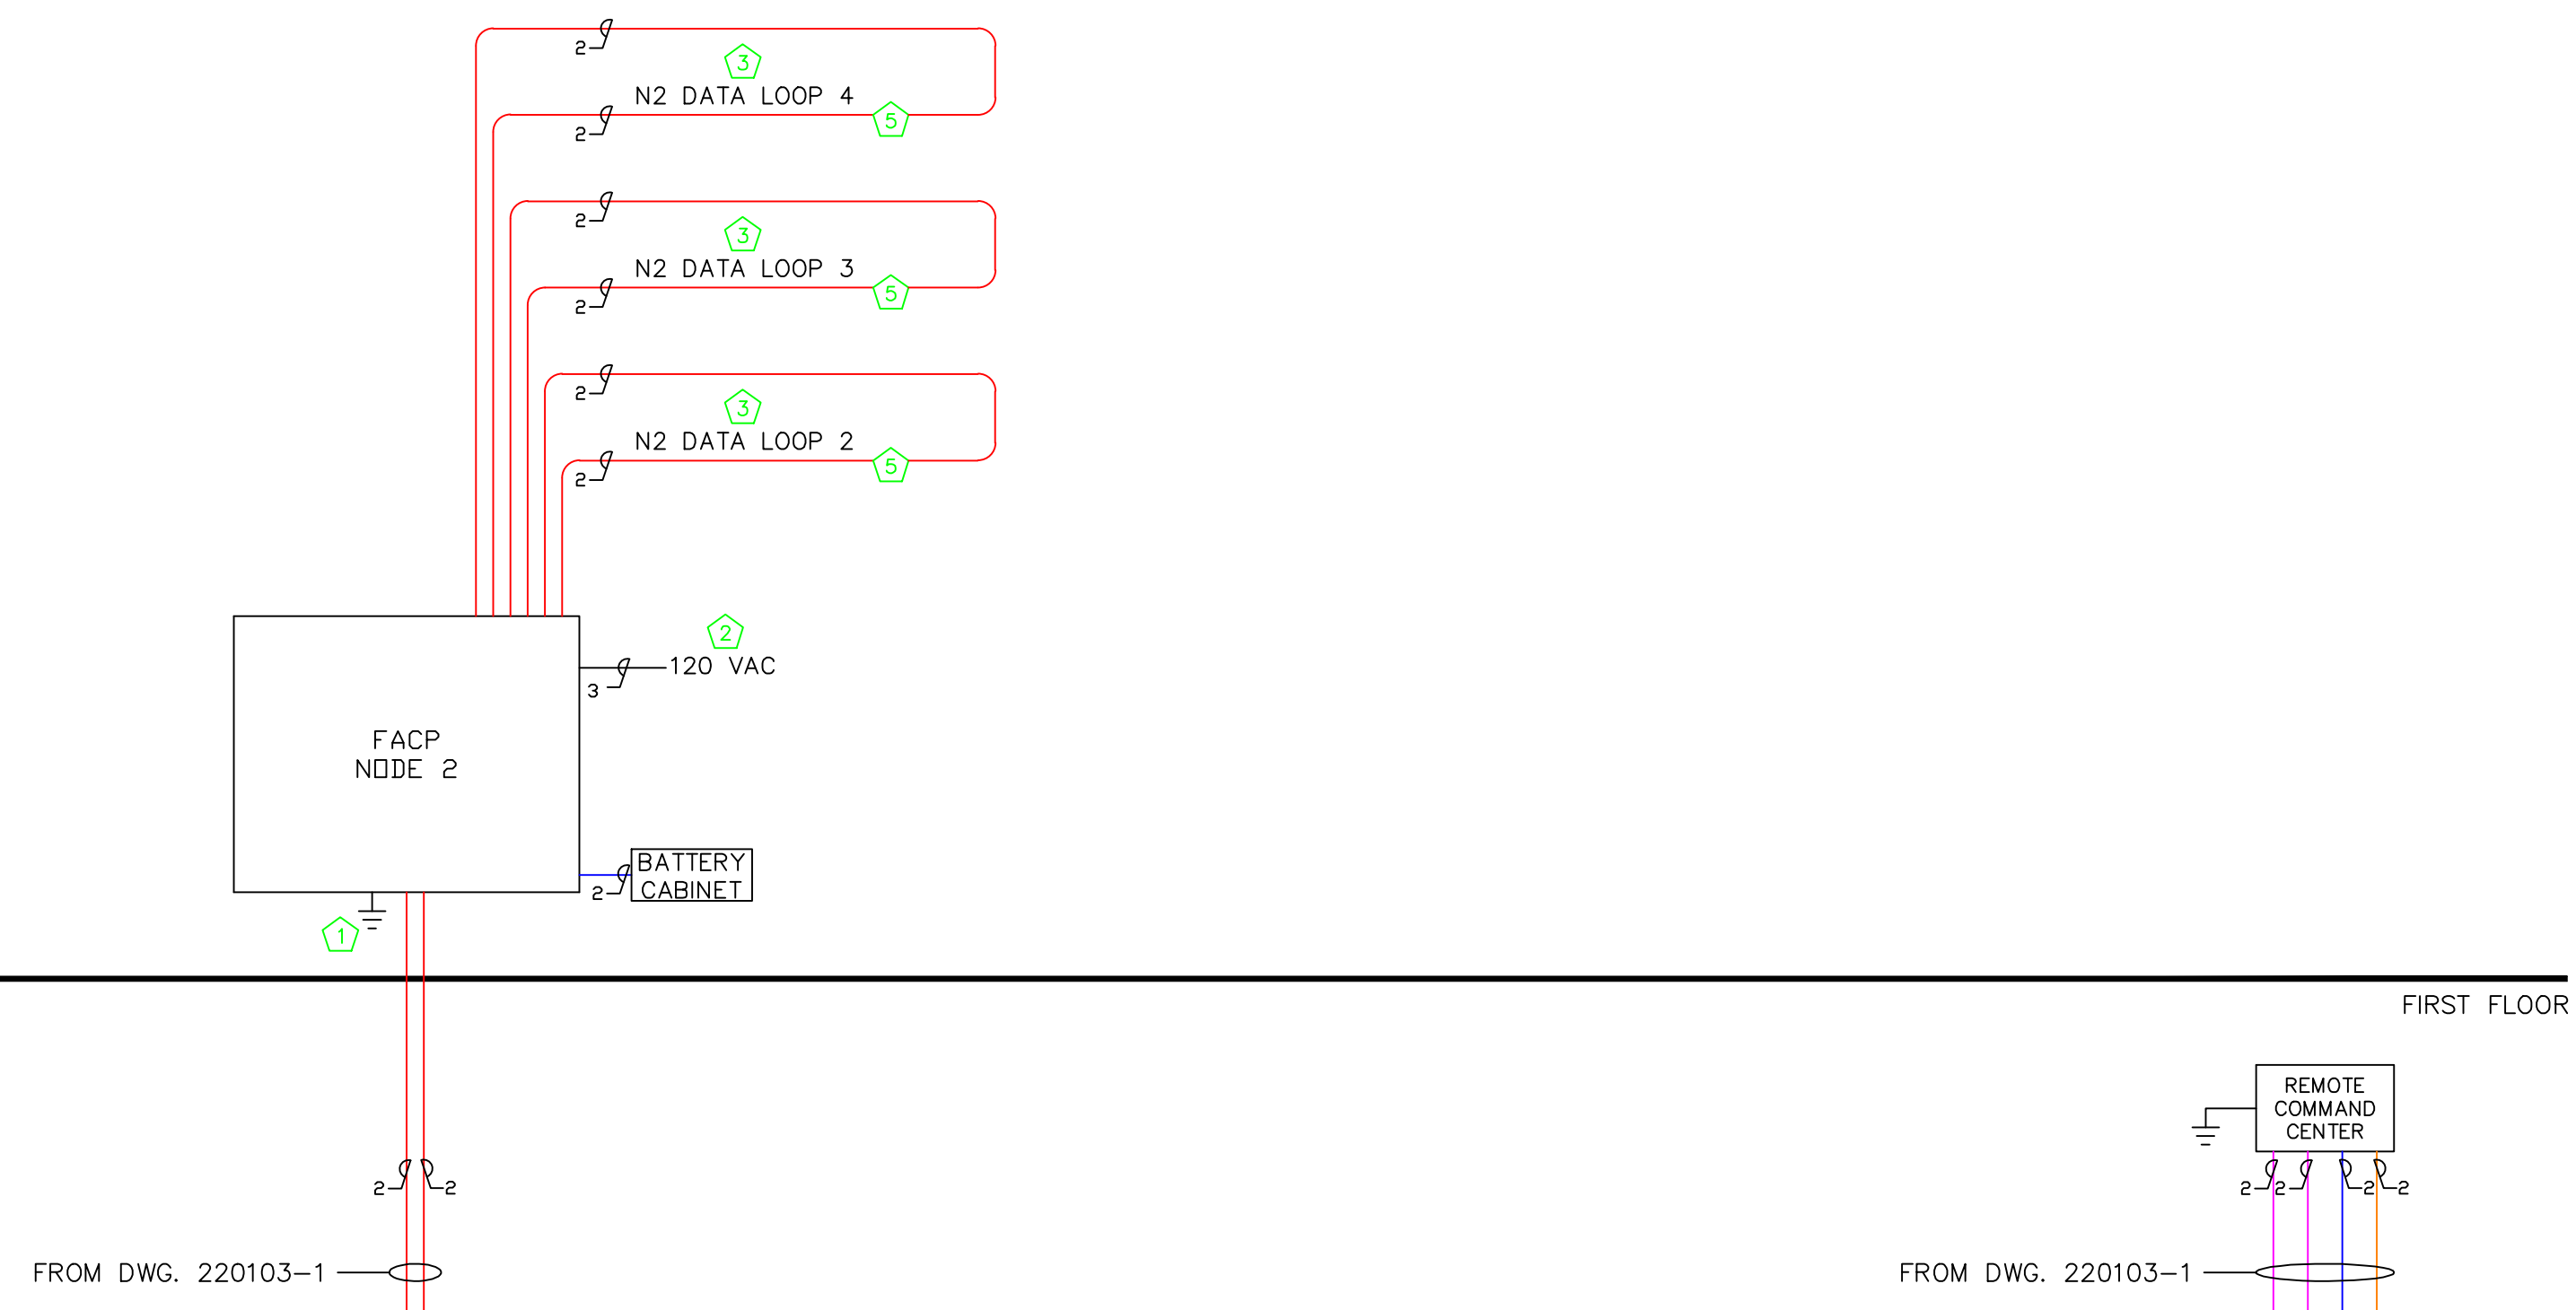 2
3
N2 DATA LOOP 4
2
5
2
3
N2 DATA LOOP 3
2
5
2
3
N2 DATA LOOP 2
2
5
2
120 VAC
3
FACP
NODE 2
BATTERY
CABINET
2
1
FIRST FLOOR
REMOTE
COMMAND
CENTER
2 2
2 2 2 2
FROM DWG. 220103-1
FROM DWG. 220103-1